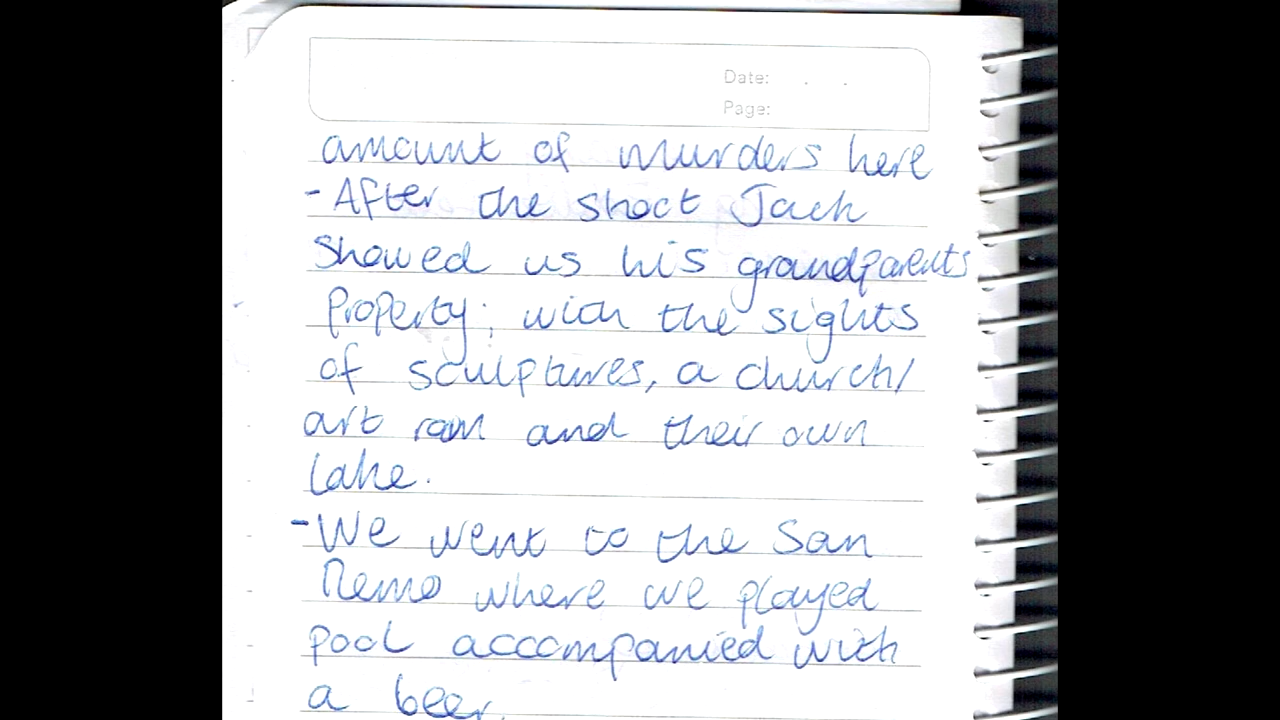 Date: . .
Page:
amount of murders here
- After the shoot Jack
showed us his grandparents
Property; with the sights
of sculptures, a church/
art room and their own
lake.
- We went to the San
Remo where we played
pool accompanied with
a beer.